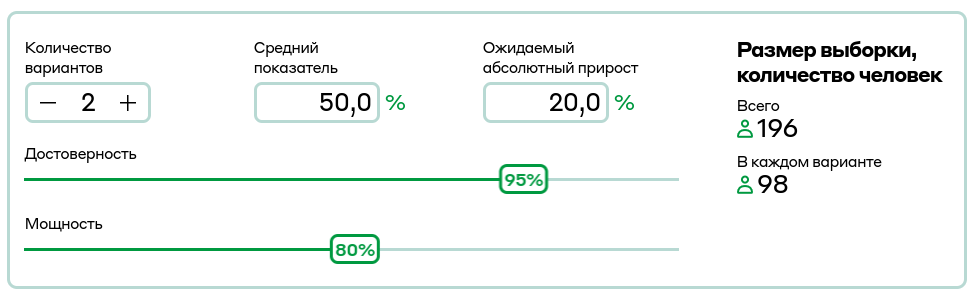 Количество
вариантов
− 2 +
Средний
показатель
50,0 %
Ожидаемый
абсолютный прирост
20,0 %
Достоверность
95%
Мощность
80%
Размер выборки,
количество человек
Всего
196
В каждом варианте
98